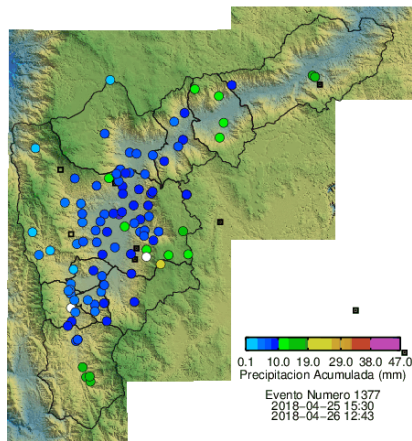 0.1 10.0 19.0 29.0 38.0 47.0
Precipitacion Acumulada (mm)
Evento Numero 1377
2018-04-25 15:30
2018-04-26 12:43